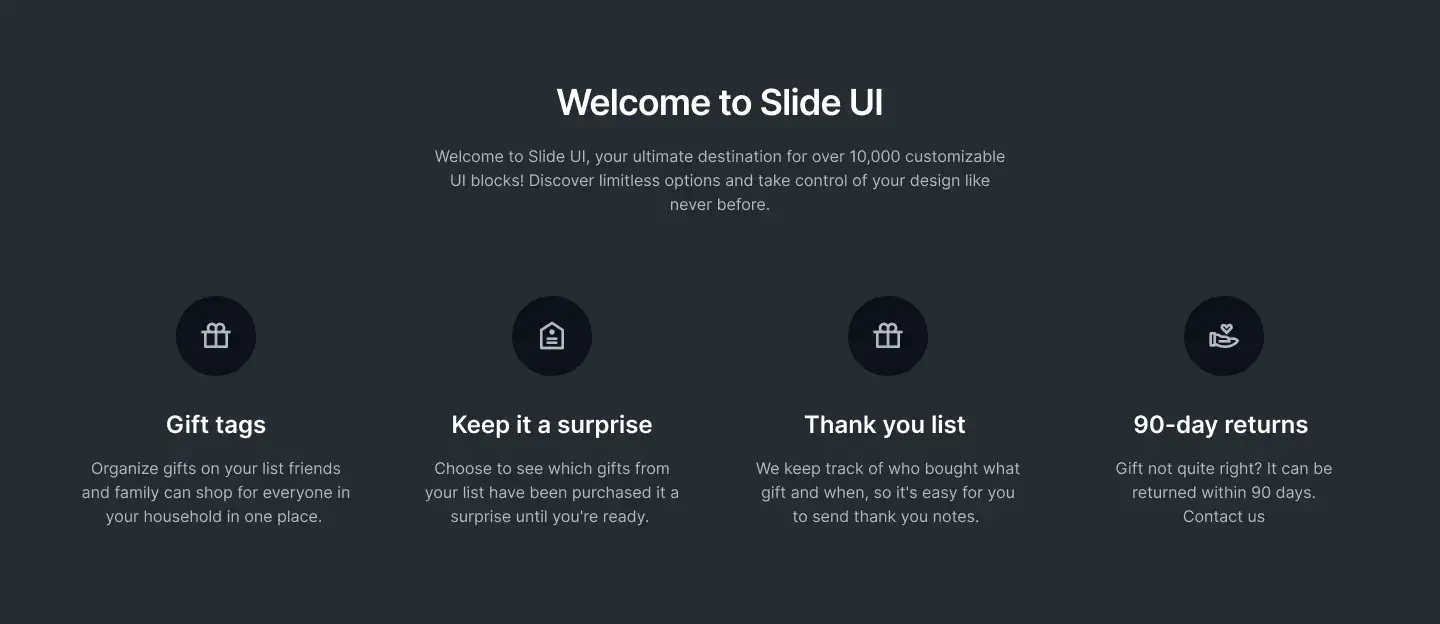 Welcome to Slide UI
Welcome to Slide UI, your ultimate destination for over 10,000 customizable
UI blocks! Discover limitless options and take control of your design like
never before.
Gift tags
Organize gifts on your list friends
and family can shop for everyone in
your household in one place.
Keep it a surprise
Choose to see which gifts from
your list have been purchased it a
surprise until you're ready.
Thank you list
We keep track of who bought what
gift and when, so it's easy for you
to send thank you notes.
90-day returns
Gift not quite right? It can be
returned within 90 days.
Contact us